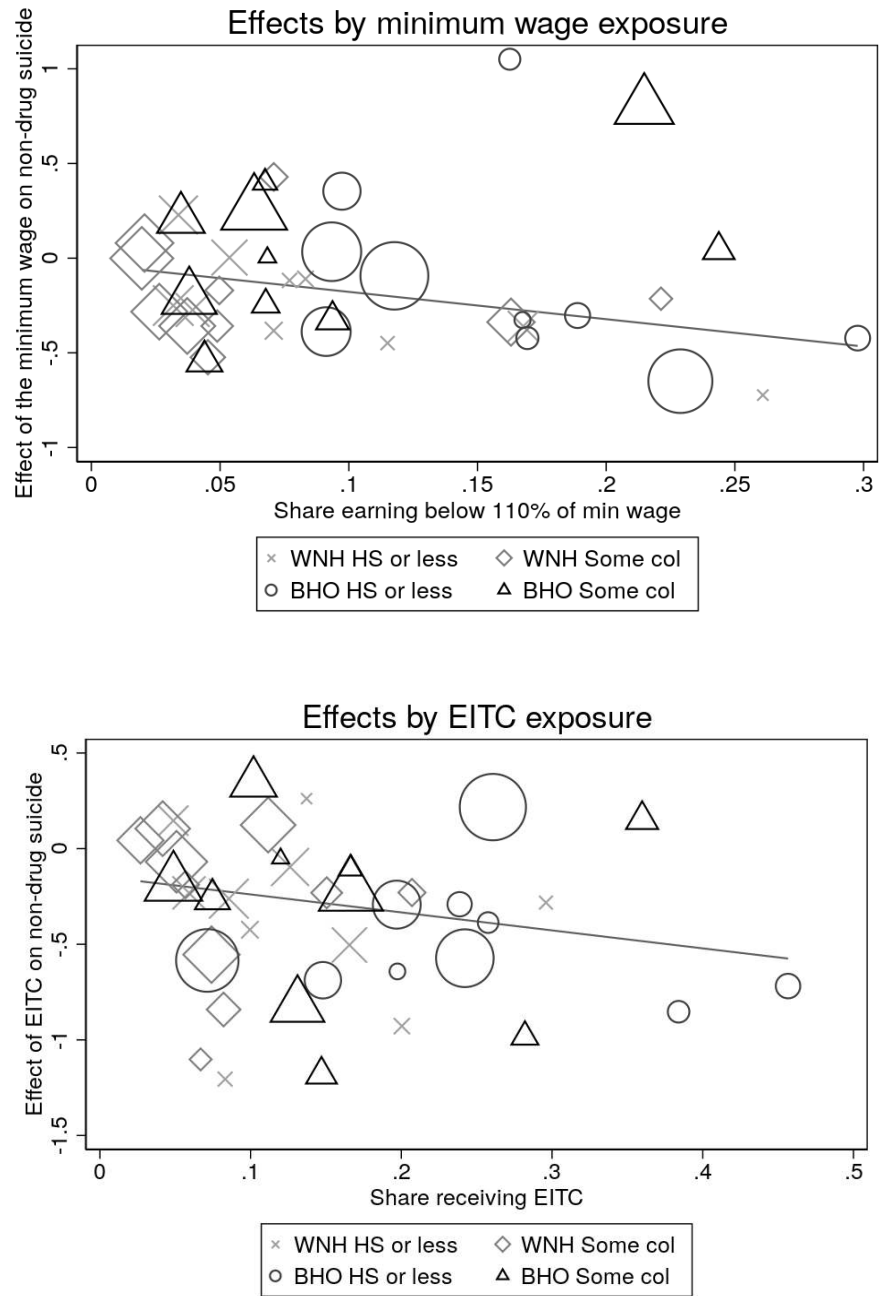 Effects by minimum wage exposure
Effect of the minimum wage on non-drug suicide
1
.5
0
-.5
-1
0 .05 .1 .15 .2 .25 .3
Share earning below 110% of min wage
WNH HS or less WNH Some col
BHO HS or less BHO Some col
Effects by EITC exposure
Effect of EITC on non-drug suicide
.5
0
-.5
-1
-1.5
0 .1 .2 .3 .4 .5
Share receiving EITC
WNH HS or less WNH Some col
BHO HS or less BHO Some col